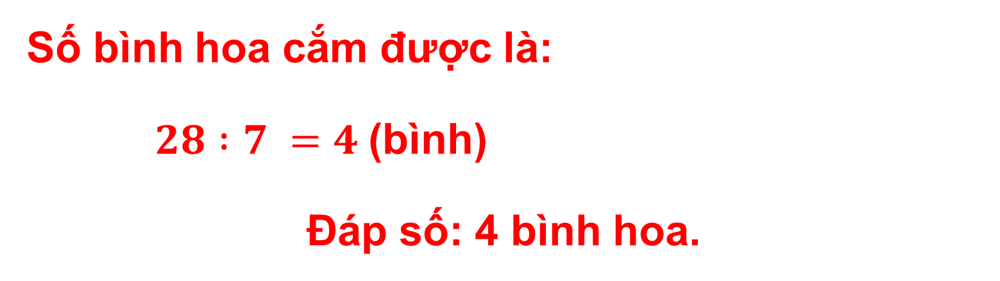 Số bình hoa cắm được là:
28 : 7 = 4 (bình)
Đáp số: 4 bình hoa.